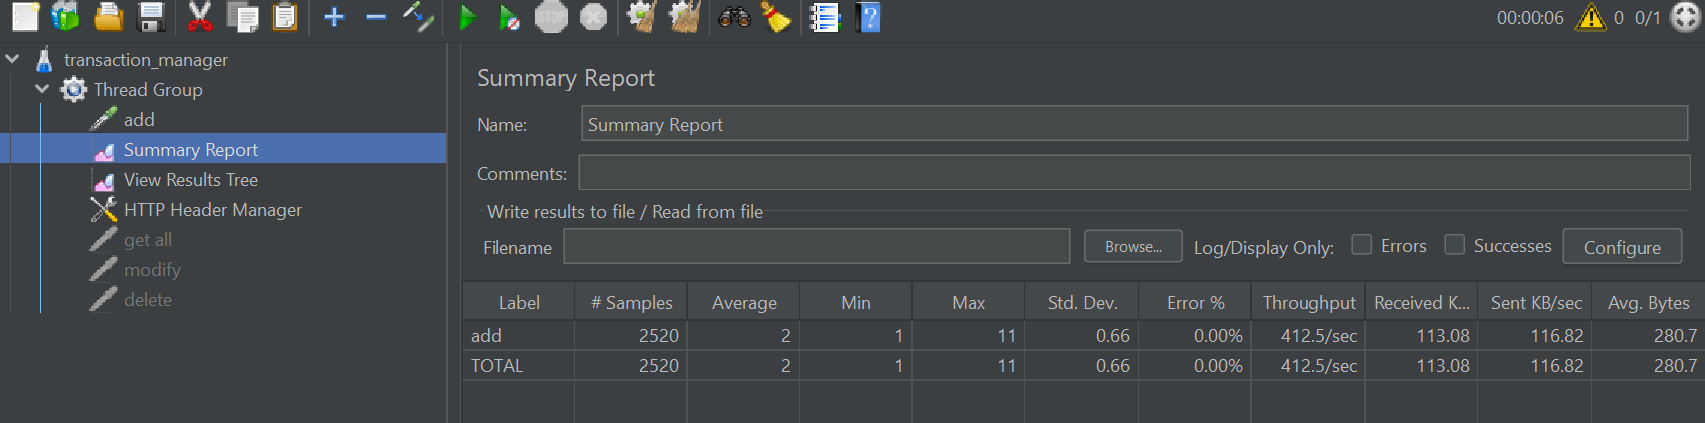 STOP
00:00:06 0 0/1
transaction_manager
Thread Group
add
Summary Report
View Results Tree
HTTP Header Manager
get all
modify
delete
Summary Report
Name: Summary Report
Comments:
Write results to file / Read from file
Filename Browse... Log/Display Only: Errors Successes Configure
Label # Samples Average Min Max Std. Dev. Error % Throughput Received K... Sent KB/sec Avg. Bytes
add 2520 2 1 11 0.66 0.00% 412.5/sec 113.08 116.82 280.7
TOTAL 2520 2 1 11 0.66 0.00% 412.5/sec 113.08 116.82 280.7